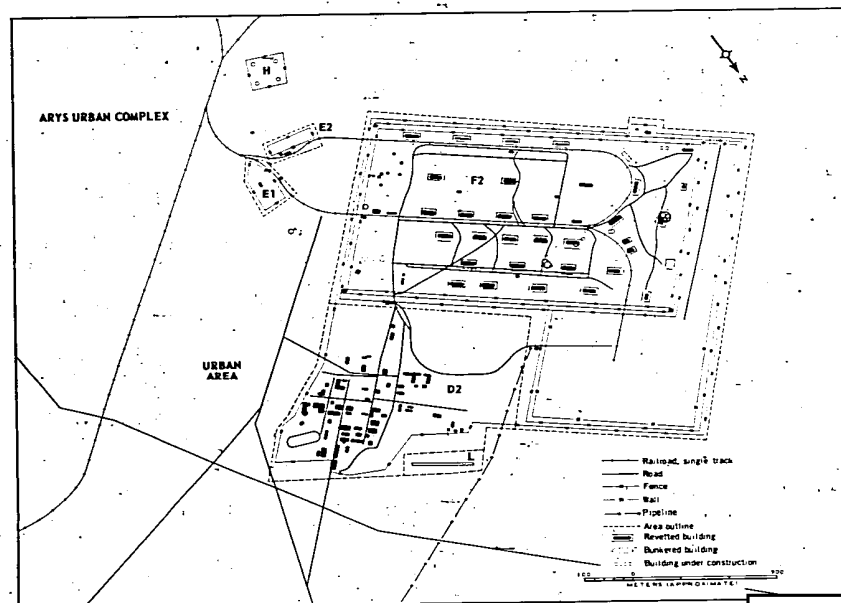 N
H
ARYS URBAN COMPLEX
E2
E1
F2
URBAN
AREA
D2
L
Railroad, single track
Road
Fence
Wall
Pipeline
Area outline
Revetted building
Bunkered building
Building under construction
0
METERS (APPROXIMATE)